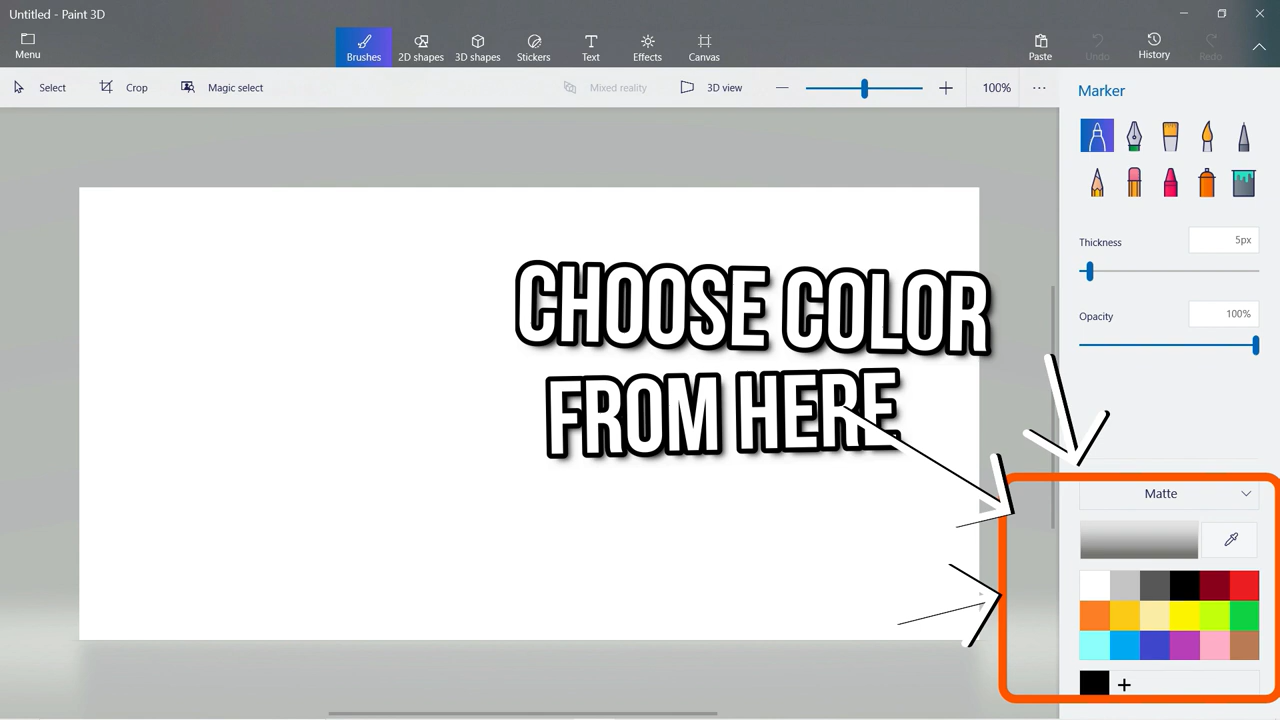 Untitled - Paint 3D
Menu
Brushes
2D shapes
3D shapes
Stickers
Text
Effects
Canvas
Paste
Undo
History
Redo
Select
Crop
Magic select
Mixed reality
3D view
100%
Marker
Thickness
5px
Opacity
100%
CHOOSE COLOR
FROM HERE
Matte